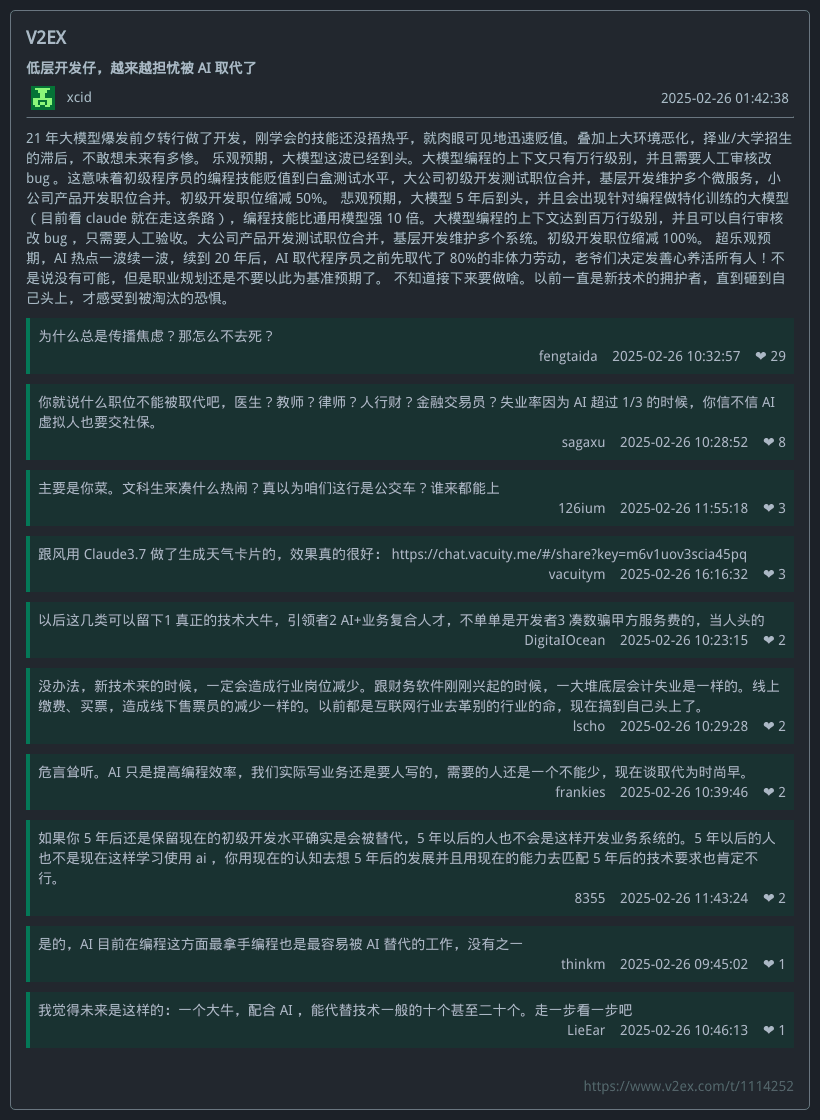 V2EX
低层开发仔，越来越担忧被 AI 取代了
xcid
2025-02-26 01:42:38
21 年大模型爆发前夕转行做了开发，刚学会的技能还没捂热乎，就肉眼可见地迅速贬值。叠加上大环境恶化，择业/大学招生
的滞后，不敢想未来有多惨。 乐观预期，大模型这波已经到头。大模型编程的上下文只有万行级别，并且需要人工审核改
bug 。这意味着初级程序员的编程技能贬值到白盒测试水平，大公司初级开发测试职位合并，基层开发维护多个微服务，小
公司产品开发职位合并。初级开发职位缩减 50%。 悲观预期，大模型 5 年后到头，并且会出现针对编程做特化训练的大模型
（ 目前看 claude 就在走这条路 ），编程技能比通用模型强 10 倍。大模型编程的上下文达到百万行级别，并且可以自行审核
改 bug ，只需要人工验收。大公司产品开发测试职位合并，基层开发维护多个系统。初级开发职位缩减 100%。 超乐观预
期，AI 热点一波续一波，续到 20 年后，AI 取代程序员之前先取代了 80%的非体力劳动，老爷们决定发善心养活所有人！不
是说没有可能，但是职业规划还是不要以此为基准预期了。 不知道接下来要做啥。以前一直是新技术的拥护者，直到砸到自
己头上，才感受到被淘汰的恐惧。
为什么总是传播焦虑？那怎么不去死？
fengtaida 2025-02-26 10:32:57 ❤ 29
你就说什么职位不能被取代吧，医生？教师？律师？人行财？金融交易员？失业率因为 AI 超过 1/3 的时候，你信不信 AI
虚拟人也要交社保。
sagaxu 2025-02-26 10:28:52 ❤ 8
主要是你菜。文科生来凑什么热闹？真以为咱们这行是公交车？谁来都能上
126ium 2025-02-26 11:55:18 ❤ 3
跟风用 Claude3.7 做了生成天气卡片的，效果真的很好： https://chat.vacuity.me/#/share?key=m6v1uov3scia45pq
vacuitym 2025-02-26 16:16:32 ❤ 3
以后这几类可以留下1 真正的技术大牛，引领者2 AI+业务复合人才，不单单是开发者3 凑数骗甲方服务费的，当人头的
DigitaIOcean 2025-02-26 10:23:15 ❤ 2
没办法，新技术来的时候，一定会造成行业岗位减少。跟财务软件刚刚兴起的时候，一大堆底层会计失业是一样的。线上
缴费、买票，造成线下售票员的减少一样的。以前都是互联网行业去革别的行业的命，现在搞到自己头上了。
lscho 2025-02-26 10:29:28 ❤ 2
危言耸听。AI 只是提高编程效率，我们实际写业务还是要人写的，需要的人还是一个不能少，现在谈取代为时尚早。
frankies 2025-02-26 10:39:46 ❤ 2
如果你 5 年后还是保留现在的初级开发水平确实是会被替代，5 年以后的人也不会是这样开发业务系统的。5 年以后的人
也不是现在这样学习使用 ai ，你用现在的认知去想 5 年后的发展并且用现在的能力去匹配 5 年后的技术要求也肯定不
行。
8355 2025-02-26 11:43:24 ❤ 2
是的，AI 目前在编程这方面最拿手编程也是最容易被 AI 替代的工作，没有之一
thinkm 2025-02-26 09:45:02 ❤ 1
我觉得未来是这样的：一个大牛，配合 AI ，能代替技术一般的十个甚至二十个。走一步看一步吧
LieEar 2025-02-26 10:46:13 ❤ 1
https://www.v2ex.com/t/1114252